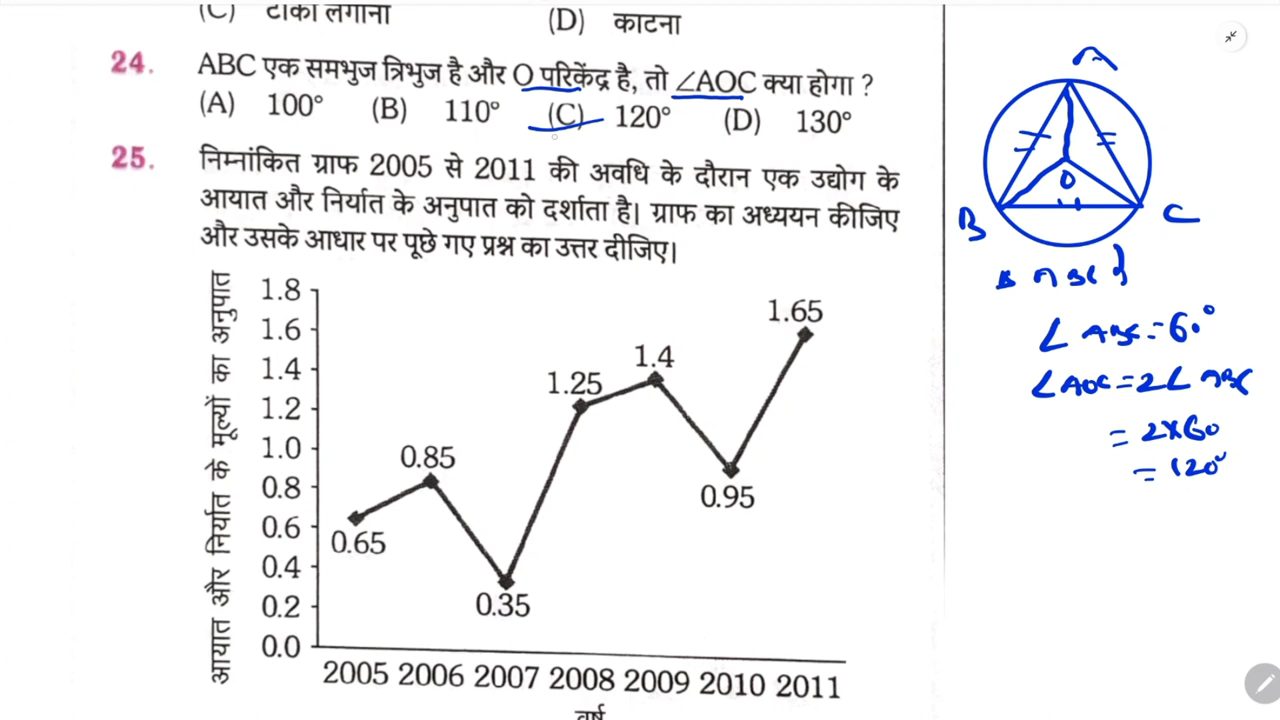 (C) टाँका लगाना (D) काटना
24. ABC एक समभुज त्रिभुज है और O परिकेंद्र है, तो ∠AOC क्या होगा ?
(A) 100° (B) 110° (C) 120° (D) 130°
25. निम्नांकित ग्राफ 2005 से 2011 की अवधि के दौरान एक उद्योग के
आयात और निर्यात के अनुपात को दर्शाता है। ग्राफ का अध्ययन कीजिए
और उसके आधार पर पूछे गए प्रश्न का उत्तर दीजिए।
आयात और निर्यात के मूल्यों का अनुपात
1.8
1.6
1.4
1.2
1.0
0.8
0.6
0.4
0.2
0.0
0.65
0.85
0.35
1.25
1.4
0.95
1.65
2005 2006 2007 2008 2009 2010 2011
वर्ष
A
O
B
C
∠ABC = 60°
∠AOC = 2∠ABC
= 2×60
= 120°